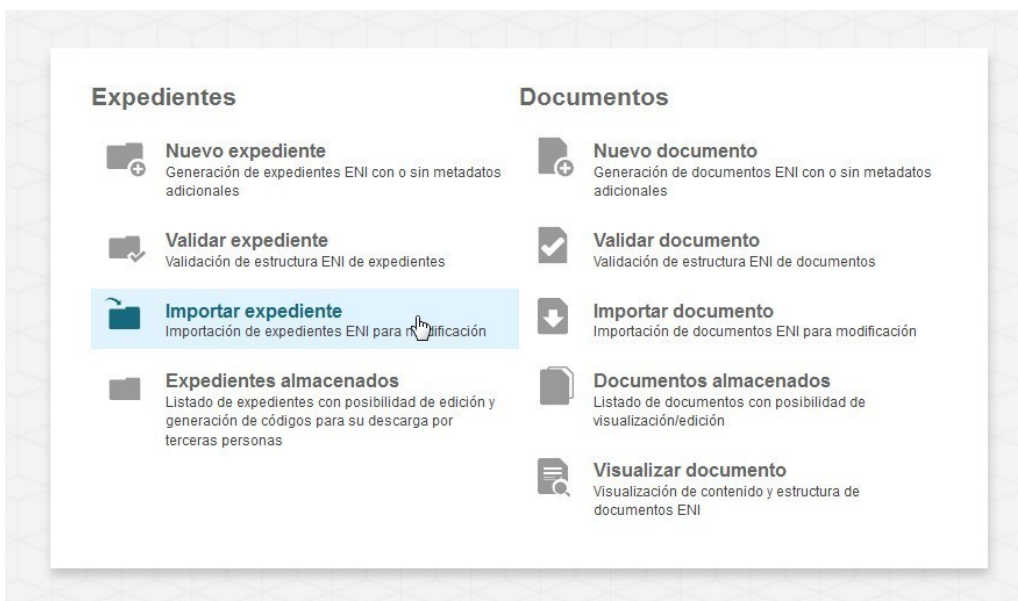 Expedientes
Nuevo expediente
Generación de expedientes ENI con o sin metadatos
adicionales
Validar expediente
Validación de estructura ENI de expedientes
Importar expediente
Importación de expedientes ENI para modificación
Expedientes almacenados
Listado de expedientes con posibilidad de edición y
generación de códigos para su descarga por
terceras personas
Documentos
Nuevo documento
Generación de documentos ENI con o sin metadatos
adicionales
Validar documento
Validación de estructura ENI de documentos
Importar documento
Importación de documentos ENI para modificación
Documentos almacenados
Listado de documentos con posibilidad de
visualización/edición
Visualizar documento
Visualización de contenido y estructura de
documentos ENI